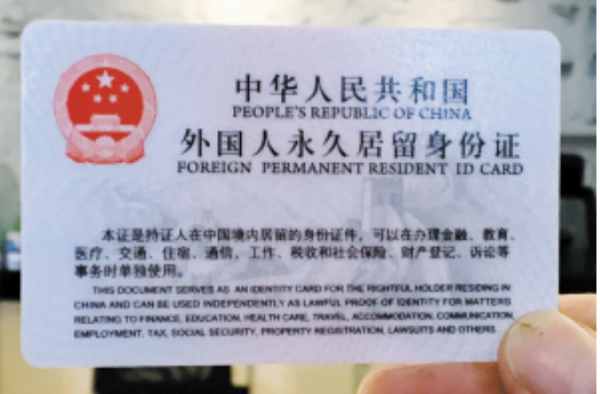 中华人民共和国
PEOPLE'S REPUBLIC OF CHINA
外国人永久居留身份证
FOREIGN PERMANENT RESIDENT ID CARD
本证是持证人在中国境内居留的身份证件，可以在办理金融、教育、
医疗、交通、住宿、通信、工作、税收和社会保险、财产登记、诉讼等
事务时单独使用。
THIS DOCUMENT SERVES AS AN IDENTITY CARD FOR THE RIGHTFUL HOLDER RESIDING IN
CHINA AND CAN BE USED INDEPENDENTLY AS LAWFUL PROOF OF IDENTITY FOR MATTERS
RELATING TO FINANCE, EDUCATION, HEALTH CARE, TRAVEL, ACCOMMODATION, COMMUNICATION,
EMPLOYMENT, TAX, SOCIAL SECURITY, PROPERTY REGISTRATION, LAWSUITS AND OTHERS.